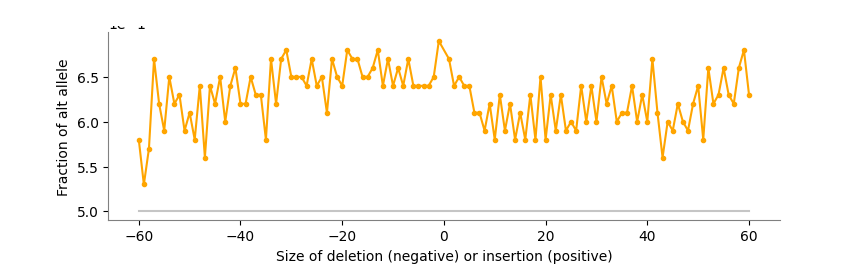 6.5
6.0
5.5
5.0
Fraction of alt allele
−60 −40 −20 0 20 40 60
Size of deletion (negative) or insertion (positive)